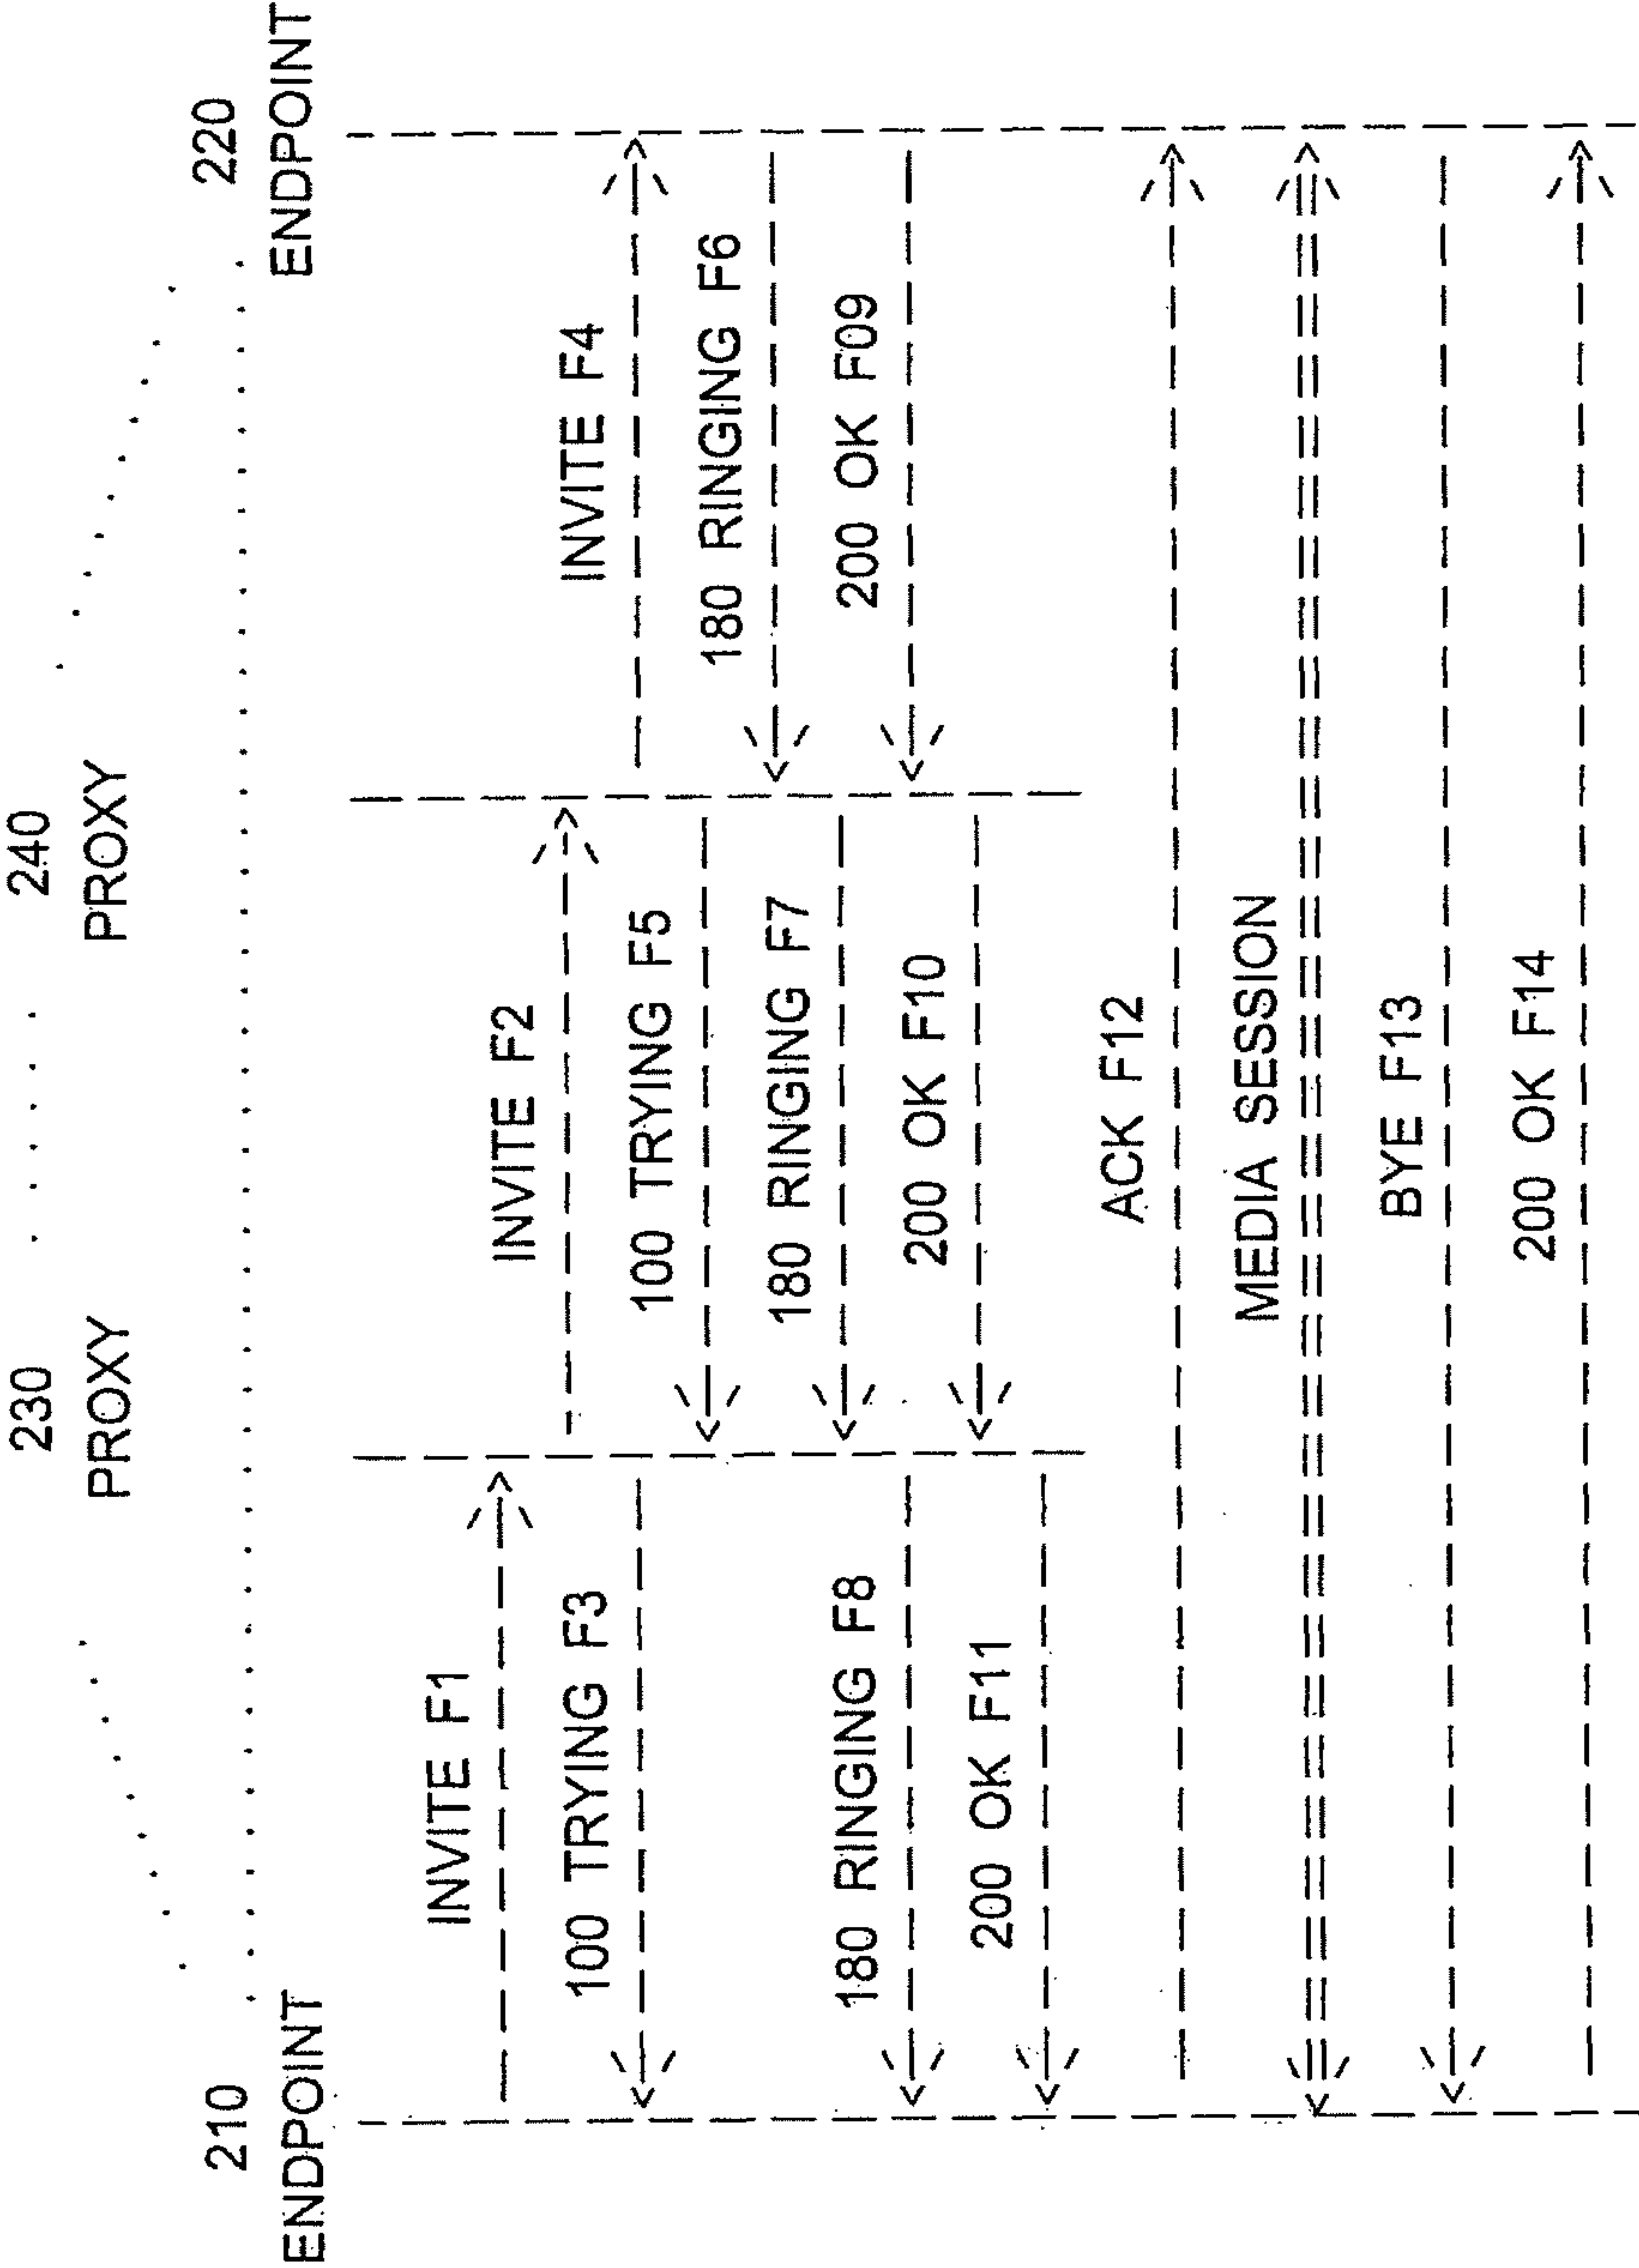 230 240
PROXY PROXY
210 220
ENDPOINT ENDPOINT
INVITE F1
INVITE F2
100 TRYING F3 INVITE F4
100 TRYING F5
180 RINGING F6
180 RINGING F7
180 RINGING F8 200 OK F09
200 OK F10
200 OK F11
ACK F12
MEDIA SESSION
BYE F13
200 OK F14